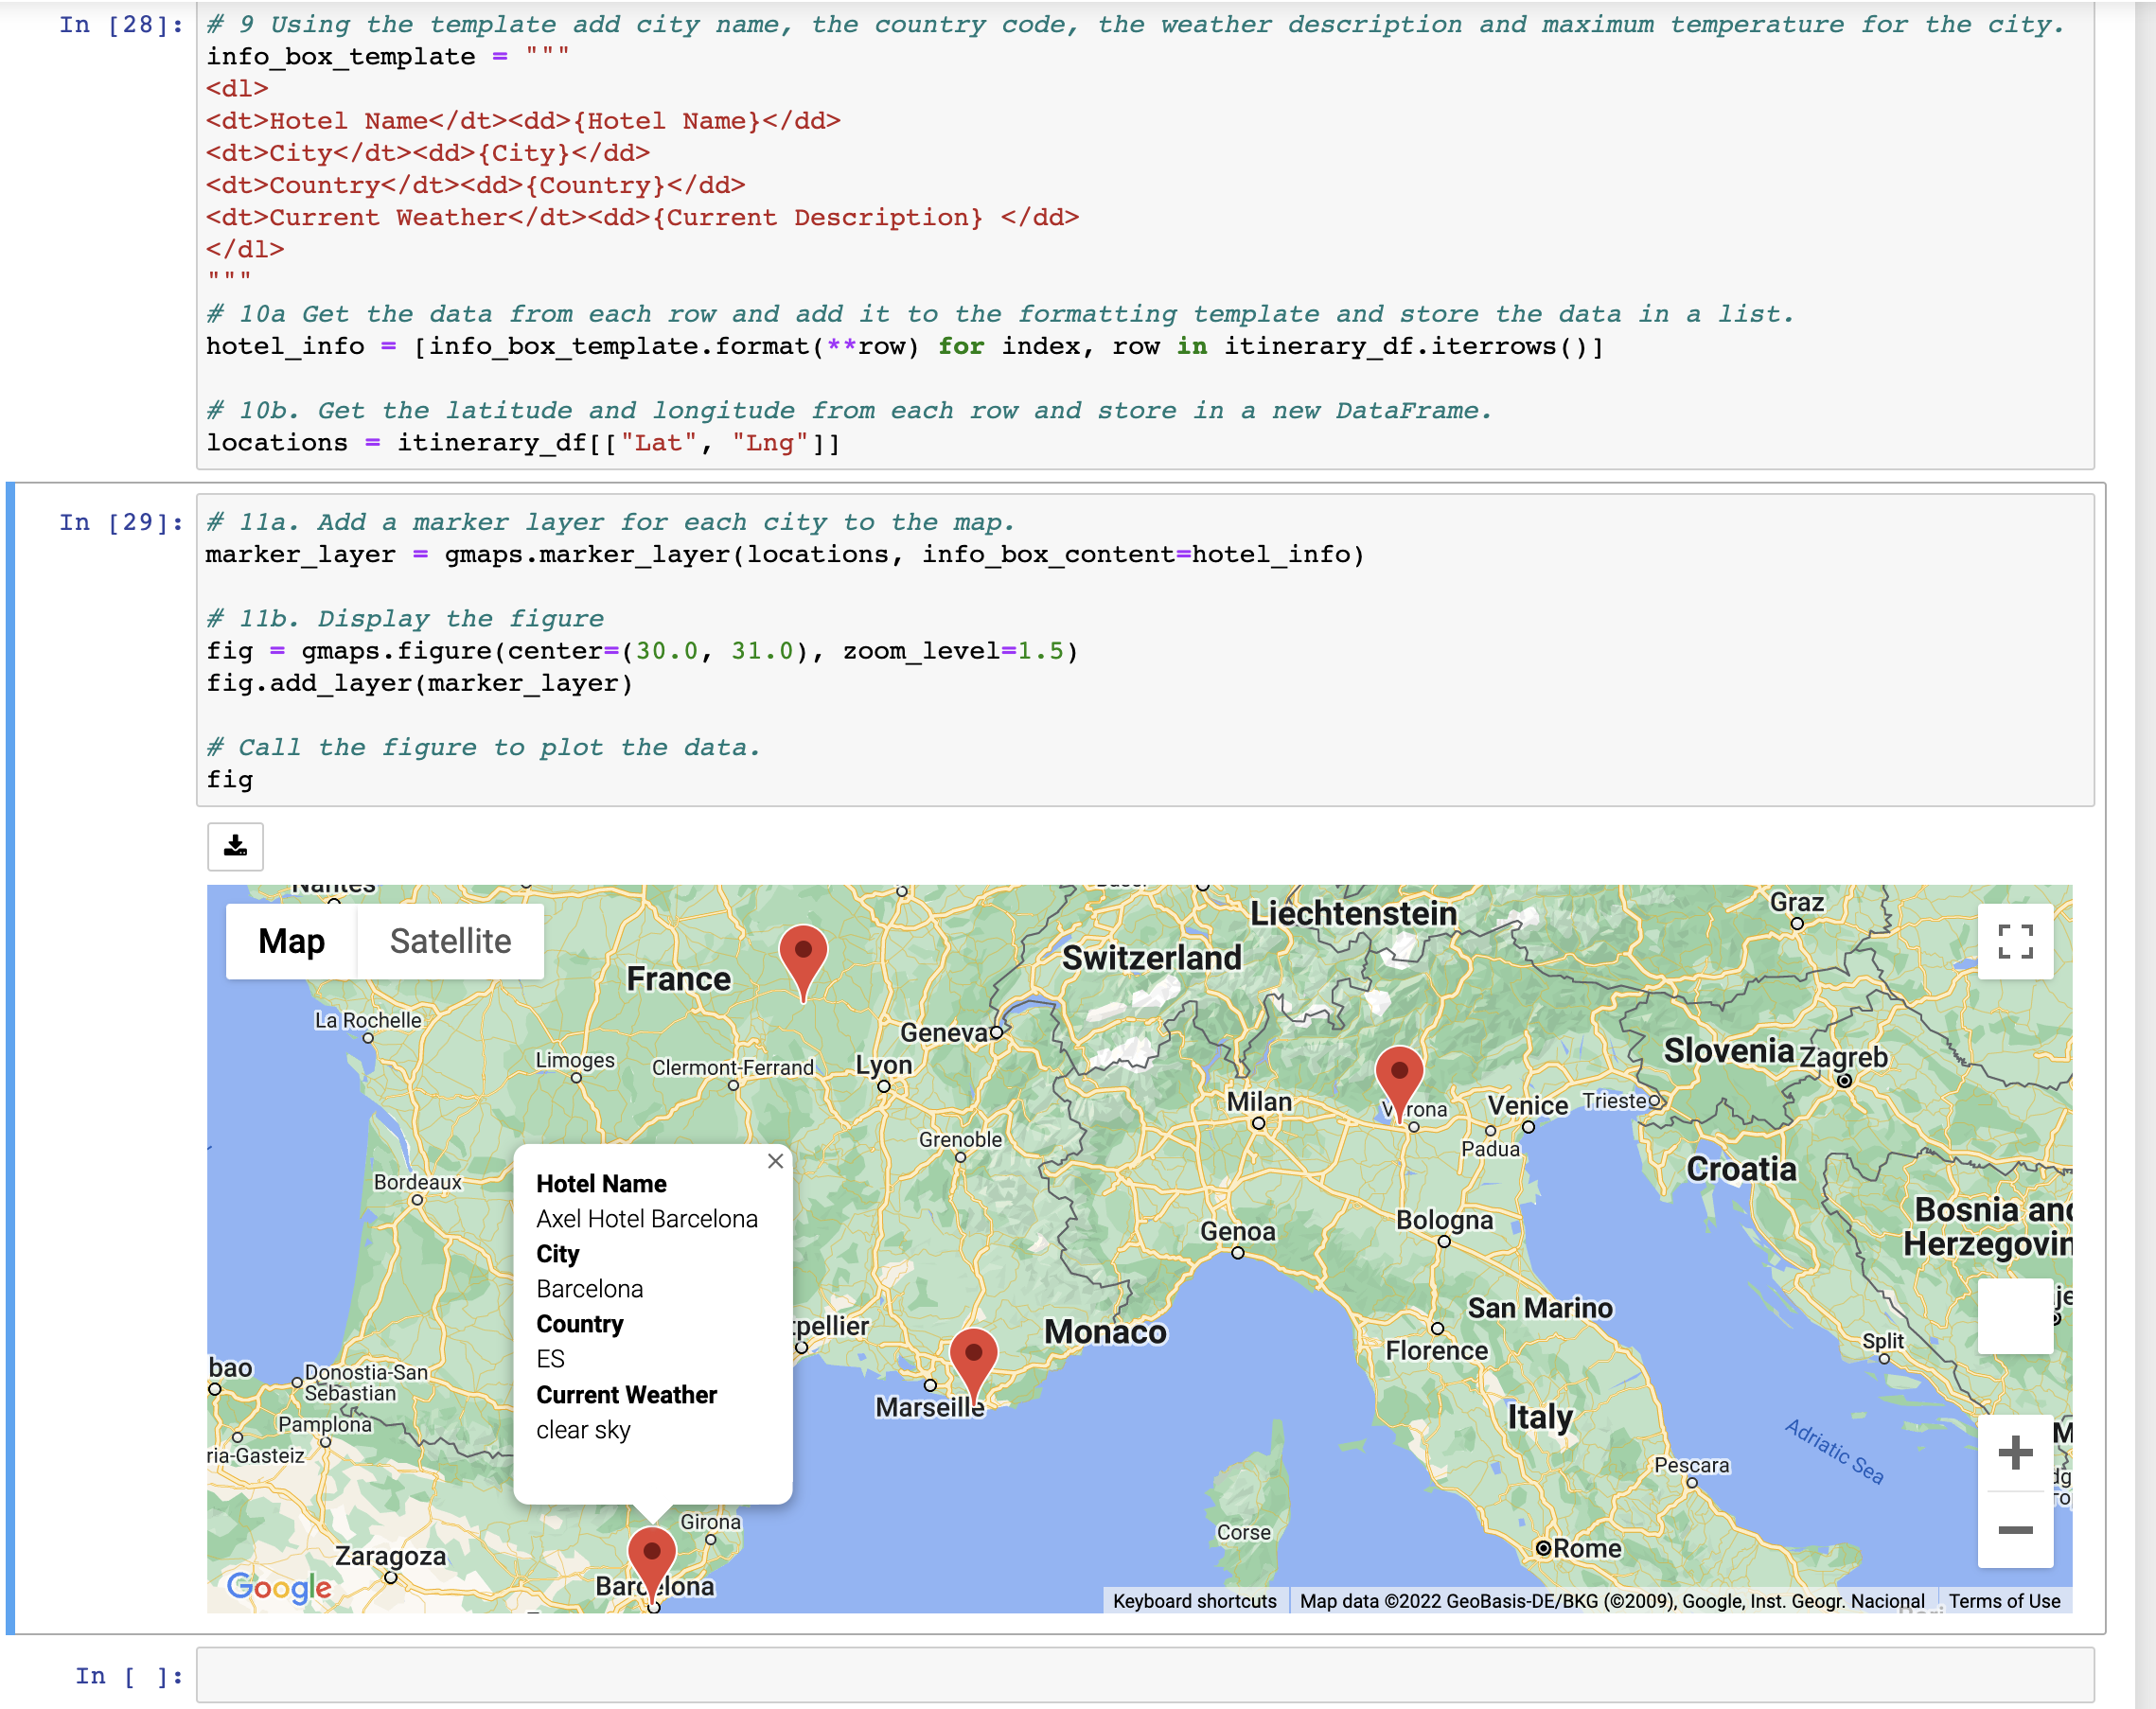 In [28]:
# 9 Using the template add city name, the country code, the weather description and maximum temperature for the city.
info_box_template = """
<dl>
<dt>Hotel Name</dt><dd>{Hotel Name}</dd>
<dt>City</dt><dd>{City}</dd>
<dt>Country</dt><dd>{Country}</dd>
<dt>Current Weather</dt><dd>{Current Description} </dd>
</dl>
"""
# 10a Get the data from each row and add it to the formatting template and store the data in a list.
hotel_info = [info_box_template.format(**row) for index, row in itinerary_df.iterrows()]
# 10b. Get the latitude and longitude from each row and store in a new DataFrame.
locations = itinerary_df[["Lat", "Lng"]]
In [29]:
# 11a. Add a marker layer for each city to the map.
marker_layer = gmaps.marker_layer(locations, info_box_content=hotel_info)
# 11b. Display the figure
fig = gmaps.figure(center=(30.0, 31.0), zoom_level=1.5)
fig.add_layer(marker_layer)
# Call the figure to plot the data.
fig
Nantes
Graz
Liechtenstein
Map
Satellite
Switzerland
France
La Rochelle
Geneva
Slovenia
Zagreb
Limoges
Clermont-Ferrand
Lyon
Milan
Verona
Venice
Trieste
Grenoble
Padua
Croatia
Bordeaux
Hotel Name
Axel Hotel Barcelona
City
Barcelona
Country
ES
Current Weather
clear sky
Genoa
Bologna
Bosnia and
Herzegovin
San Marino
tpellier
Monaco
Florence
Split
bao
Donostia-San
Sebastian
Marseille
Italy
Pamplona
ria-Gasteiz
Adriatic Sea
Pescara
Girona
Corse
Zaragoza
Rome
Barcelona
Google
Keyboard shortcuts
Map data ©2022 GeoBasis-DE/BKG (©2009), Google, Inst. Geogr. Nacional
Terms of Use
In [ ]: